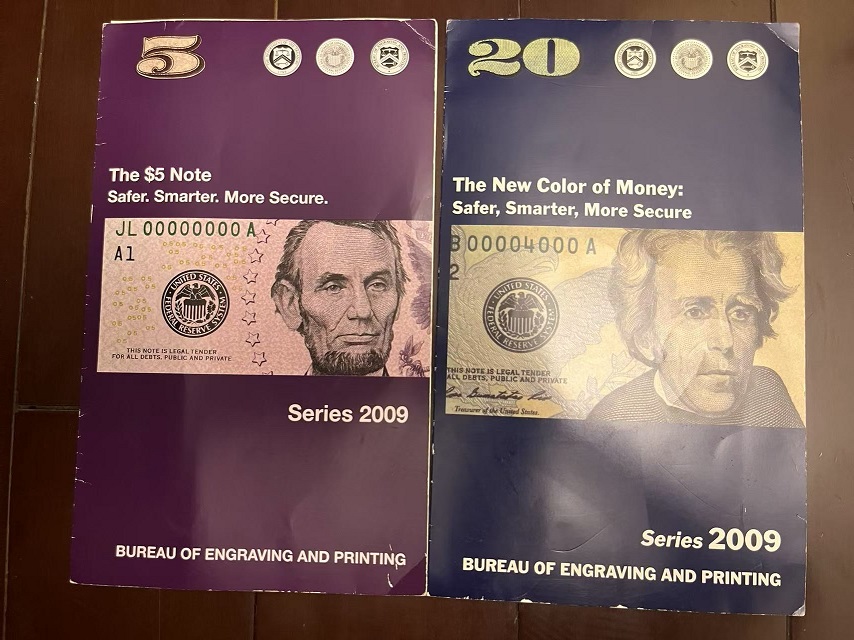 5
The $5 Note
Safer. Smarter. More Secure.
JL 00000000 A
A1
UNITED STATES
FEDERAL RESERVE SYSTEM
THIS NOTE IS LEGAL TENDER
FOR ALL DEBTS, PUBLIC AND PRIVATE
Series 2009
BUREAU OF ENGRAVING AND PRINTING
20
The New Color of Money:
Safer, Smarter, More Secure
B 00004000 A
2
UNITED STATES
FEDERAL RESERVE SYSTEM
THIS NOTE IS LEGAL TENDER
ALL DEBTS, PUBLIC AND PRIVATE
Treasurer of the United States.
Series 2009
BUREAU OF ENGRAVING AND PRINTING